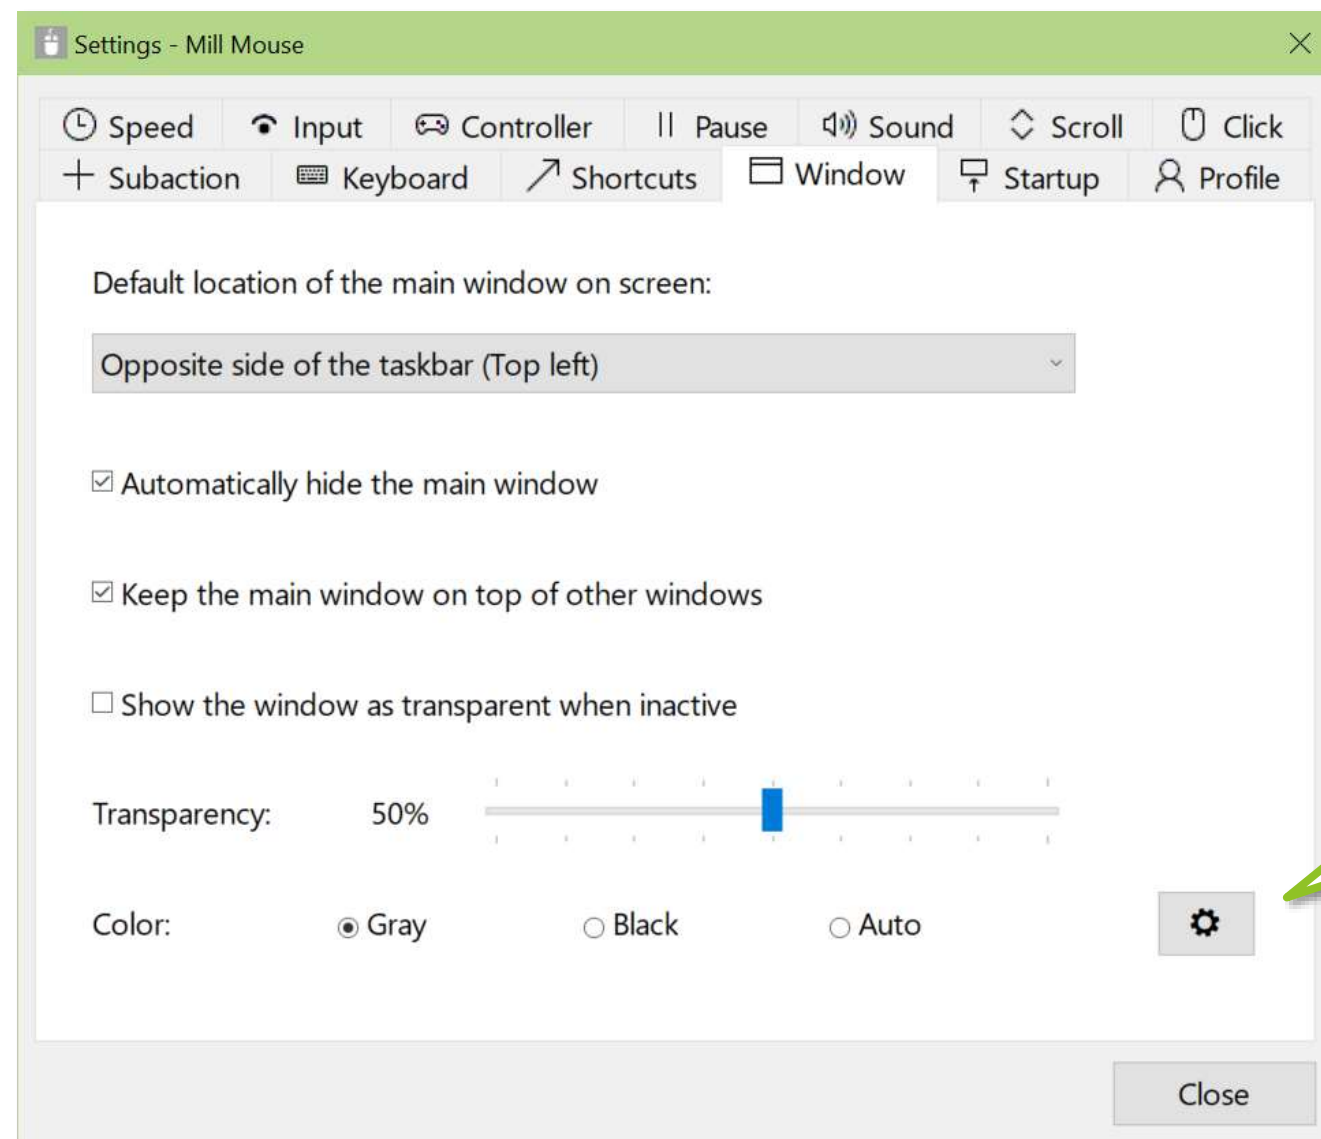 Settings - Mill Mouse
Speed Input Controller Pause Sound Scroll Click
Subaction Keyboard Shortcuts Window Startup Profile
Default location of the main window on screen:
Opposite side of the taskbar (Top left)
Automatically hide the main window
Keep the main window on top of other windows
Show the window as transparent when inactive
Transparency: 50%
Color: Gray Black Auto
Close